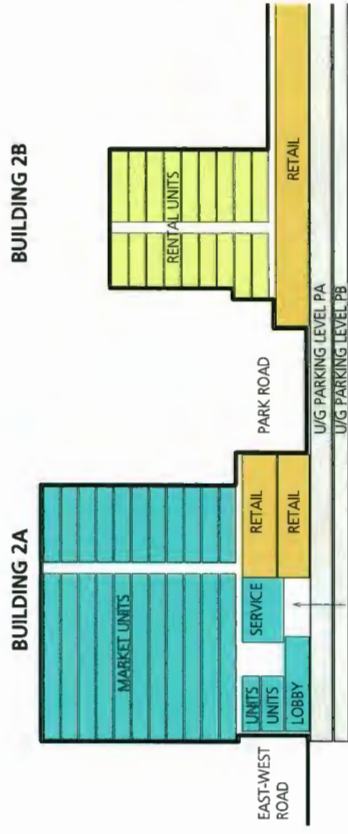 BUILDING 2A
BUILDING 2B
MARKET UNITS
RENTAL UNITS
UNITS
UNITS
LOBBY
SERVICE
RETAIL
RETAIL
RETAIL
EAST-WEST
ROAD
PARK ROAD
U/G PARKING LEVEL PA
U/G PARKING LEVEL PB